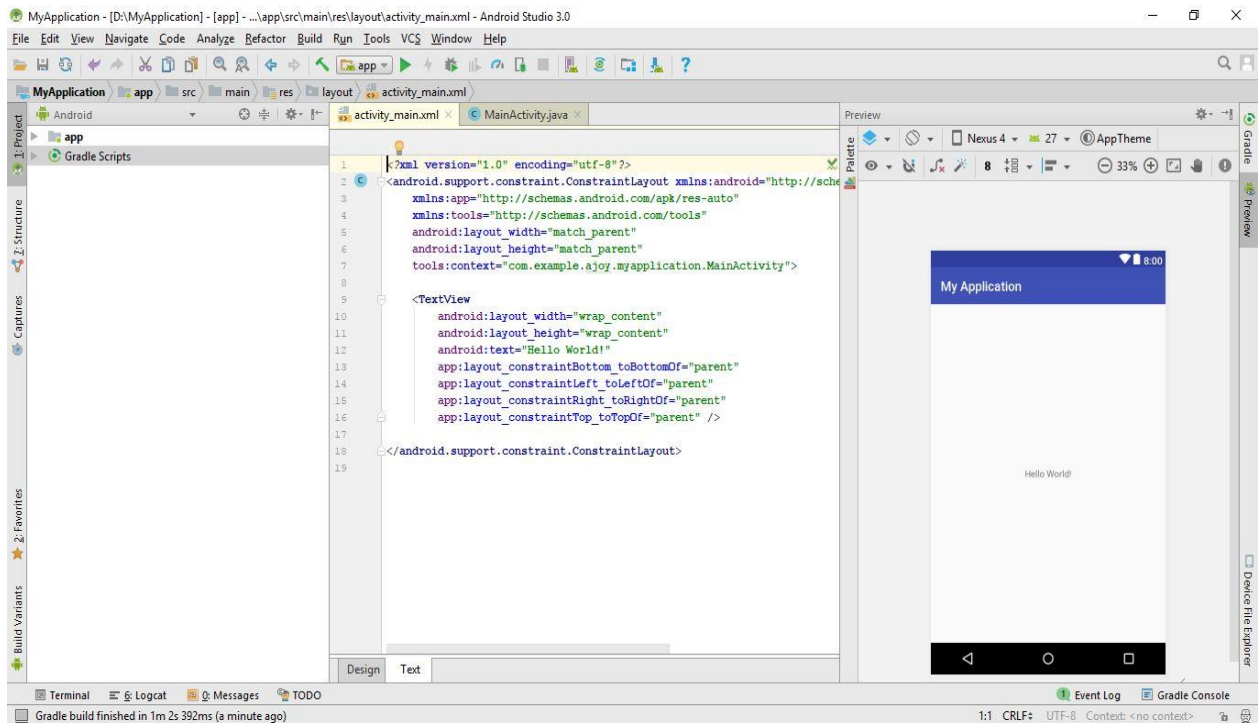 MyApplication - [D:\MyApplication] - [app] - ...\app\src\main\res\layout\activity_main.xml - Android Studio 3.0
File Edit View Navigate Code Analyze Refactor Build Run Tools VCS Window Help
app
MyApplication app src main res layout activity_main.xml
Android
activity_main.xml
MainActivity.java
Preview
app
Gradle Scripts
Nexus 4 27 AppTheme
8 33%
1 <?xml version="1.0" encoding="utf-8"?>
2 <android.support.constraint.ConstraintLayout xmlns:android="http://sche
3 xmlns:app="http://schemas.android.com/apk/res-auto"
4 xmlns:tools="http://schemas.android.com/tools"
5 android:layout_width="match_parent"
6 android:layout_height="match_parent"
7 tools:context="com.example.ajoy.myapplication.MainActivity">
8
9 <TextView
10 android:layout_width="wrap_content"
11 android:layout_height="wrap_content"
12 android:text="Hello World!"
13 app:layout_constraintBottom_toBottomOf="parent"
14 app:layout_constraintLeft_toLeftOf="parent"
15 app:layout_constraintRight_toRightOf="parent"
16 app:layout_constraintTop_toTopOf="parent" />
17
18 </android.support.constraint.ConstraintLayout>
19
8:00
My Application
Hello World!
1: Project
7: Structure
Captures
2: Favorites
Build Variants
Palette
Gradle
Preview
Device File Explorer
Design Text
Terminal 6: Logcat 0: Messages TODO
1 Event Log Gradle Console
Gradle build finished in 1m 2s 392ms (a minute ago)
1:1 CRLF UTF-8 Context: <no context>